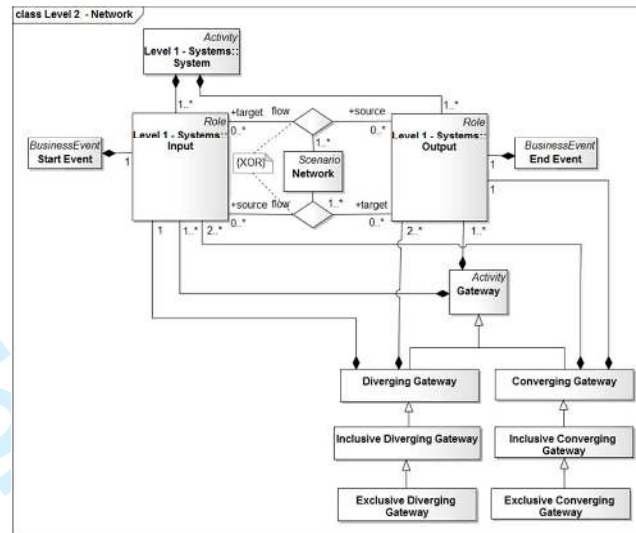 class Level 2 - Network
Activity
Level 1 - Systems::
System
1..*
1..*
+target
flow
+source
Role
Level 1 - Systems::
Input
0..*
1..*
0..*
Role
Level 1 - Systems::
Output
BusinessEvent
Start Event
1
{XOR}
Scenario
Network
1
BusinessEvent
End Event
+source
flow
1..*
+target
0..*
0..*
1
1
1..*
2..*
2..*
1..*
Activity
Gateway
Diverging Gateway
Converging Gateway
Inclusive Diverging Gateway
Inclusive Converging
Gateway
Exclusive Diverging
Gateway
Exclusive Converging
Gateway